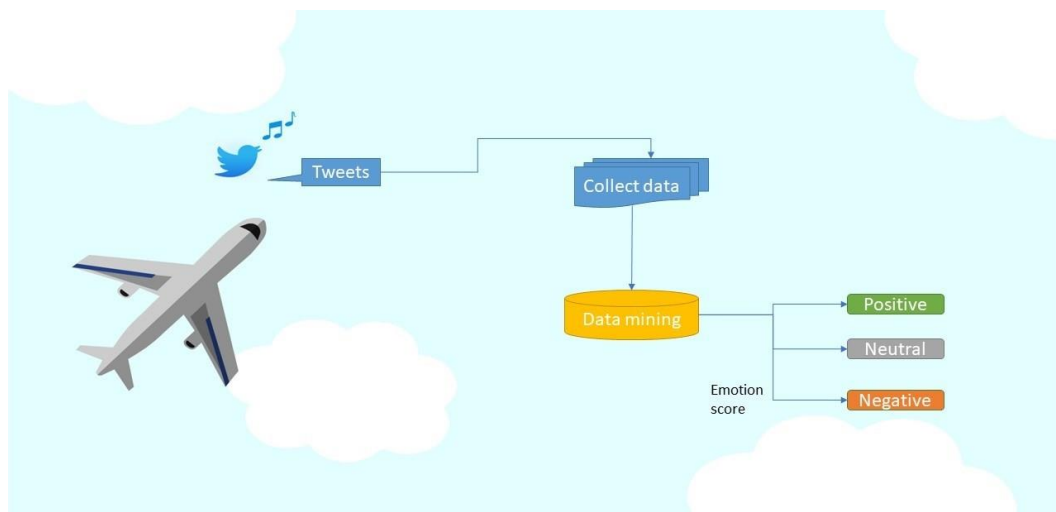 Tweets
Collect data
Data mining
Positive
Neutral
Negative
Emotion
score